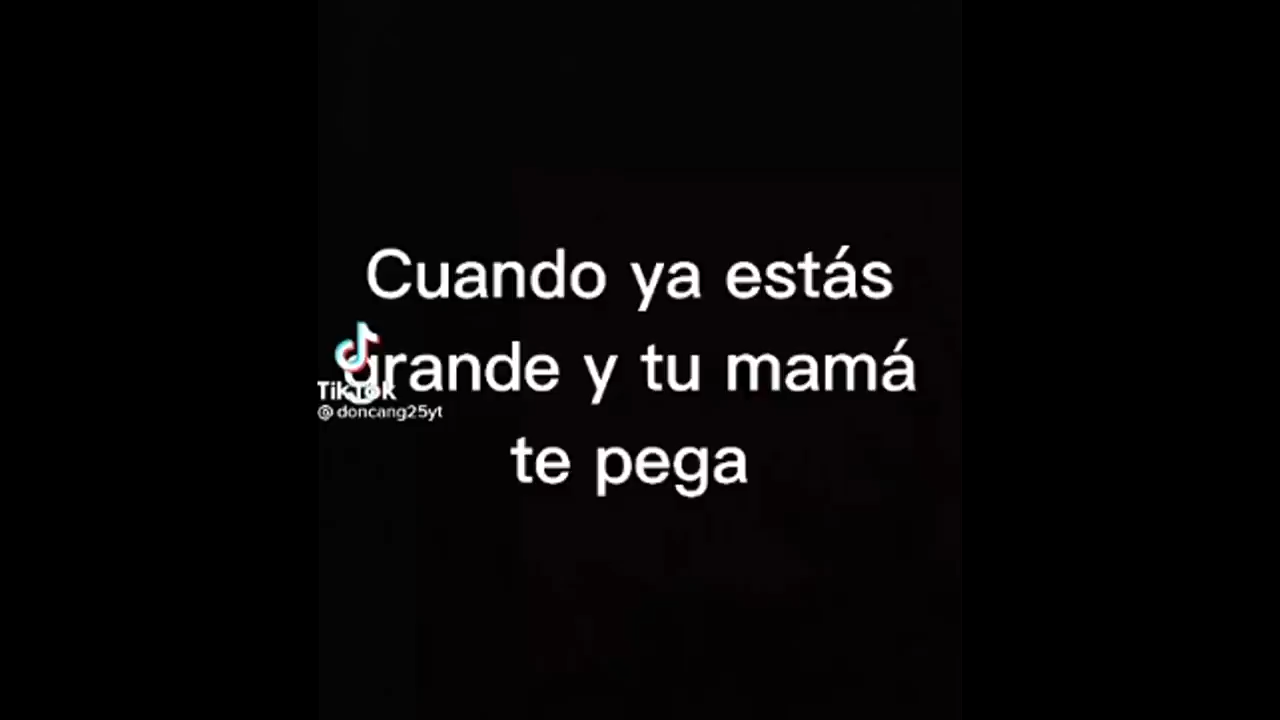 Cuando ya estás
grande y tu mamá
te pega
TikTok
@doncang25yt